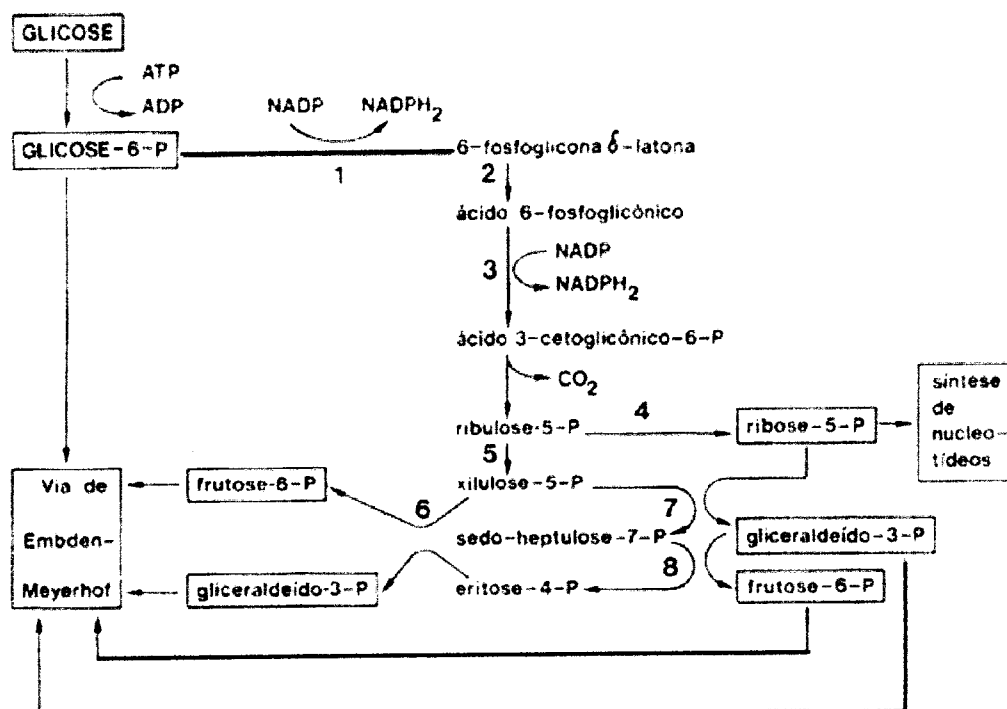 GLICOSE
ATP
ADP
NADP
NADPH2
GLICOSE-6-P
6-fosfoglicona δ-latona
1
2
ácido 6-fosfoglicônico
NADP
3
NADPH2
ácido 3-cetoglicônico-6-P
CO2
síntese
de
nucleo-
tídeos
ribulose-5-P
4
ribose-5-P
5
Via de
Embden-
Meyerhof
frutose-6-P
6
xilulose-5-P
7
sedo-heptulose-7-P
gliceraldeído-3-P
8
gliceraldeído-3-P
eritose-4-P
frutose-6-P